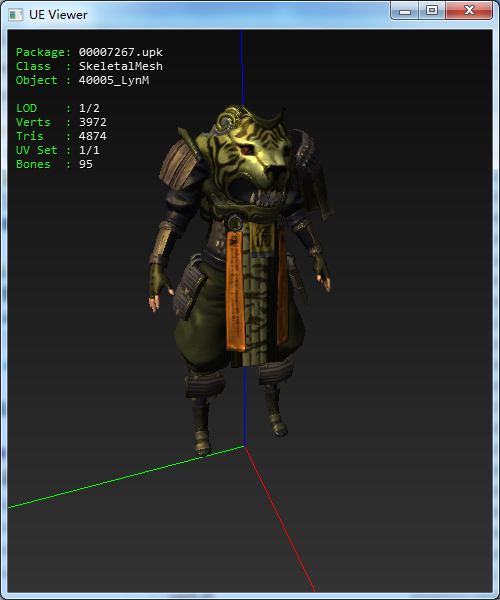 UE Viewer
Package: 00007267.upk
Class : SkeletalMesh
Object : 40005_LynM
LOD : 1/2
Verts : 3972
Tris : 4874
UV Set : 1/1
Bones : 95